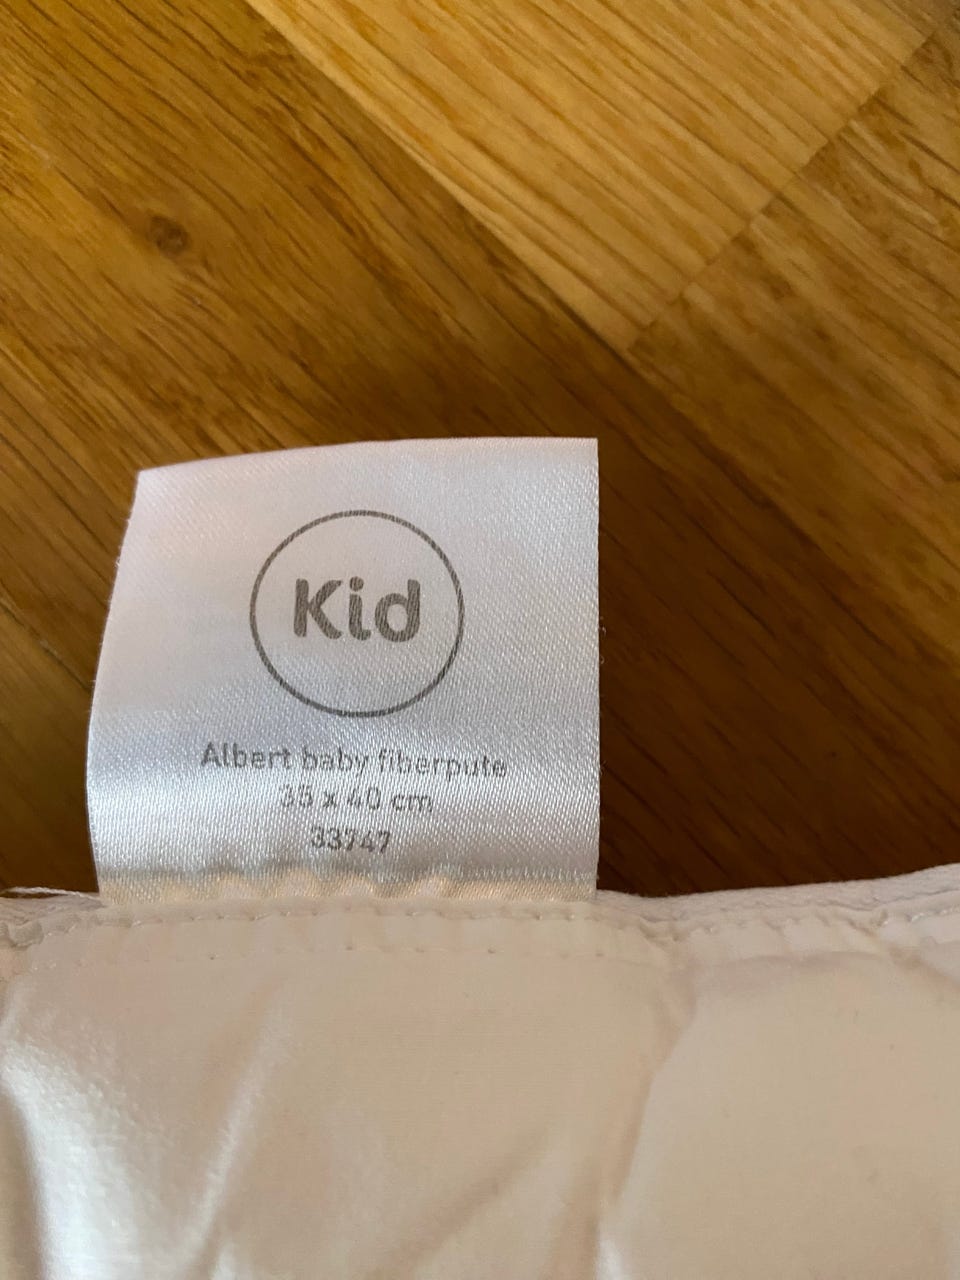 Kid
Albert baby fiberpute
35 x 40 cm
33747